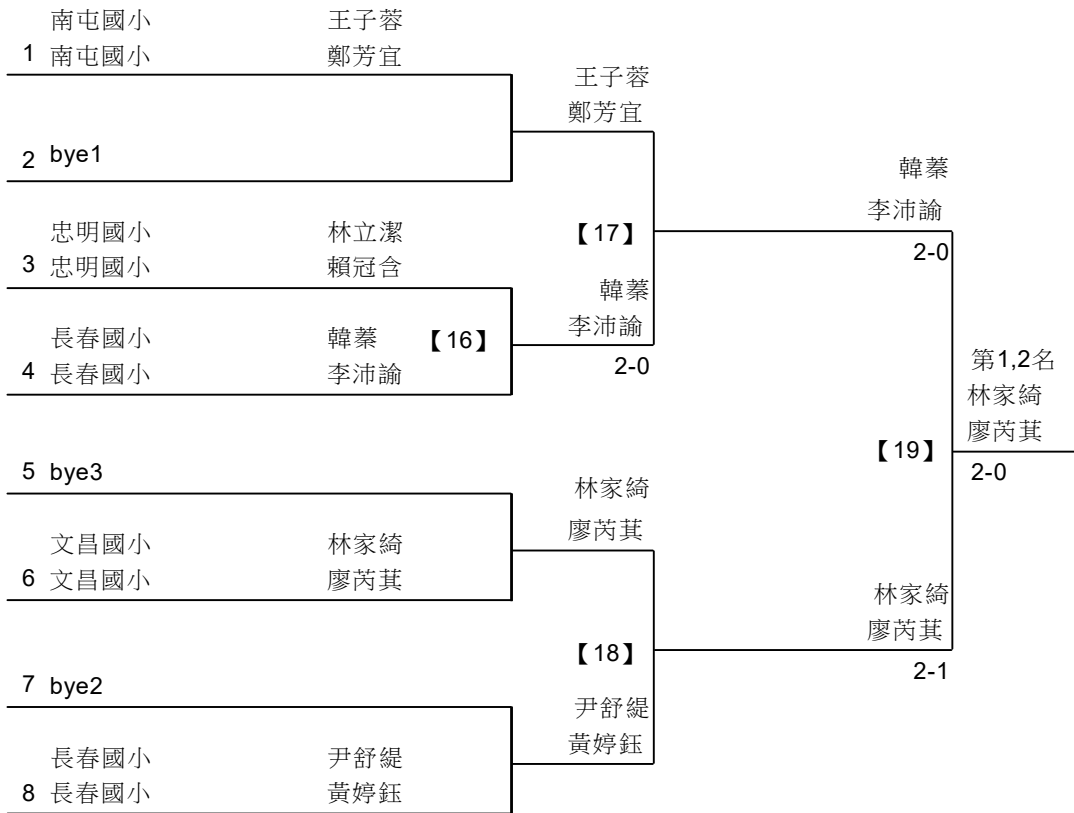 南屯國小 王子蓉
1 南屯國小 鄭芳宜
王子蓉
鄭芳宜
2 bye1
韓蓁
李沛諭
2-0
忠明國小 林立潔
3 忠明國小 賴冠含
【17】
韓蓁
李沛諭
2-0
長春國小 韓蓁 【16】
4 長春國小 李沛諭
第1,2名
林家綺
廖芮萁
2-0
【19】
5 bye3
林家綺
廖芮萁
文昌國小 林家綺
6 文昌國小 廖芮萁
林家綺
廖芮萁
2-1
【18】
7 bye2
尹舒緹
黃婷鈺
長春國小 尹舒緹
8 長春國小 黃婷鈺